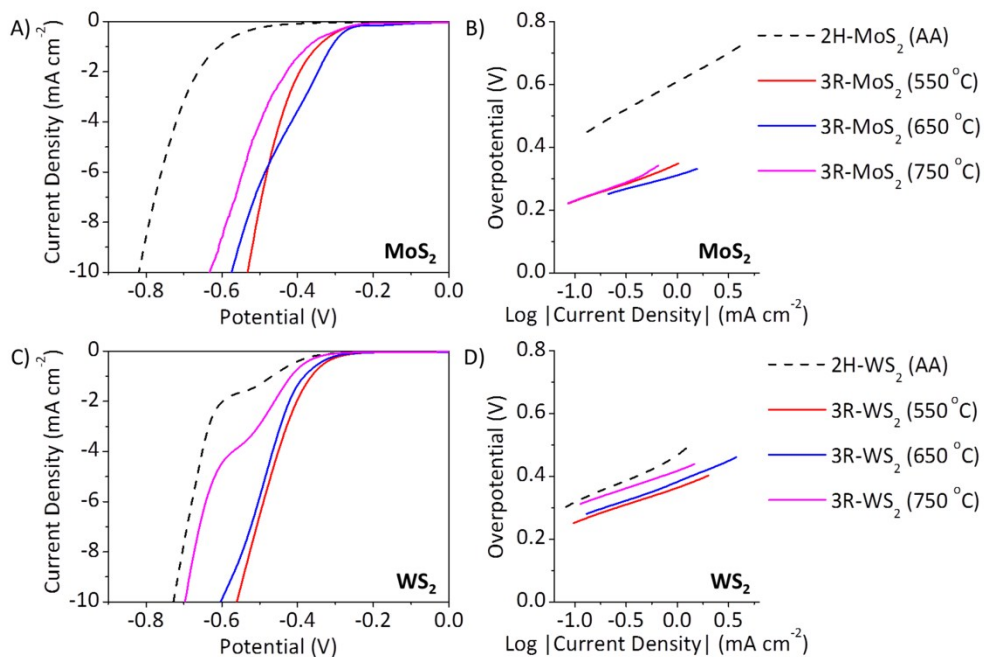 A)
Current Density (mA cm⁻²)
0
-2
-4
-6
-8
-10
-0.8 -0.6 -0.4 -0.2 0.0
Potential (V)
MoS₂
B)
Overpotential (V)
0.8
0.6
0.4
0.2
0.0
-1.0 -0.5 0.0 0.5
Log |Current Density| (mA cm⁻²)
MoS₂
2H-MoS₂ (AA)
3R-MoS₂ (550 °C)
3R-MoS₂ (650 °C)
3R-MoS₂ (750 °C)
C)
Current Density (mA cm⁻²)
0
-2
-4
-6
-8
-10
-0.8 -0.6 -0.4 -0.2 0.0
Potential (V)
WS₂
D)
Overpotential (V)
0.8
0.6
0.4
0.2
0.0
-1.0 -0.5 0.0 0.5
Log |Current Density| (mA cm⁻²)
WS₂
2H-WS₂ (AA)
3R-WS₂ (550 °C)
3R-WS₂ (650 °C)
3R-WS₂ (750 °C)